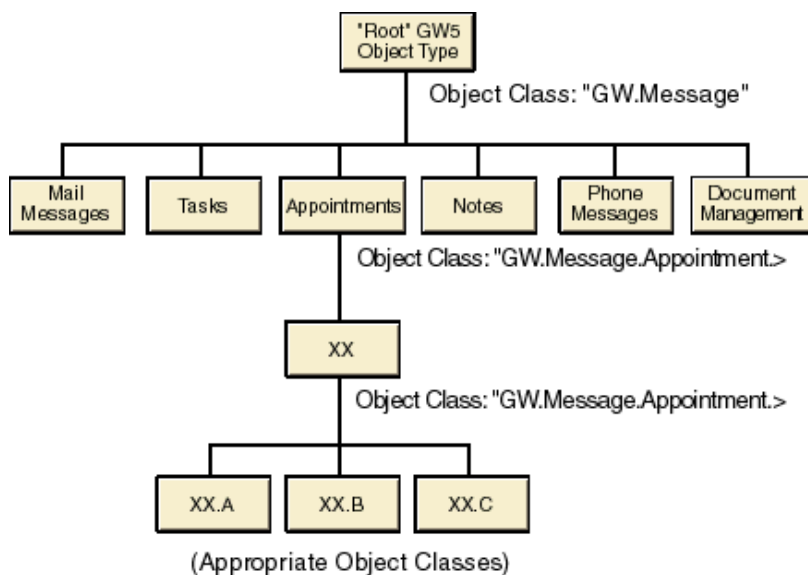 "Root" GW5
Object Type
Object Class: "GW.Message"
Mail
Messages
Tasks
Appointments
Notes
Phone
Messages
Document
Management
Object Class: "GW.Message.Appointment.>
XX
Object Class: "GW.Message.Appointment.>
XX.A
XX.B
XX.C
(Appropriate Object Classes)